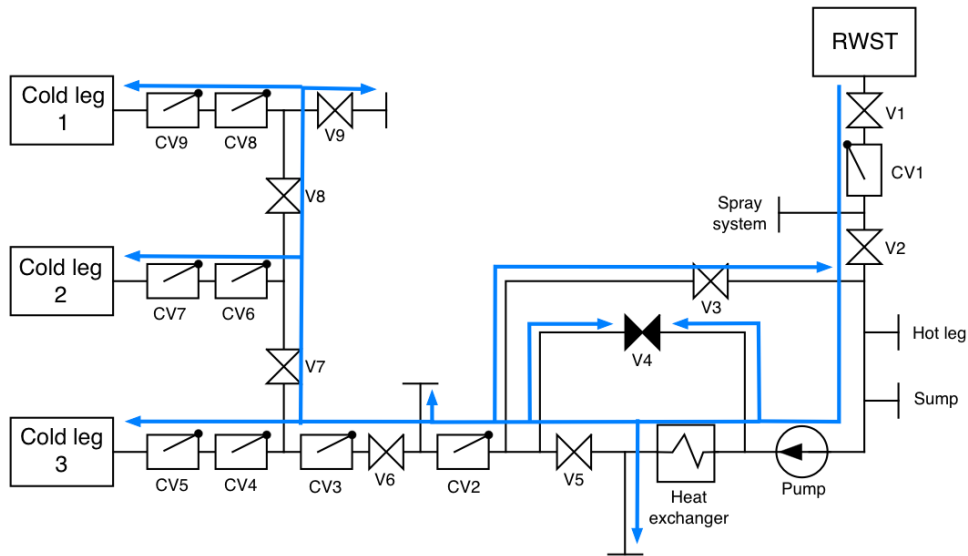 RWST
Cold leg
1
CV9
CV8
V9
V1
CV1
V8
Spray
system
V2
Cold leg
2
CV7
CV6
V3
Hot leg
V7
V4
Sump
Cold leg
3
CV5
CV4
CV3
V6
CV2
V5
Heat
exchanger
Pump